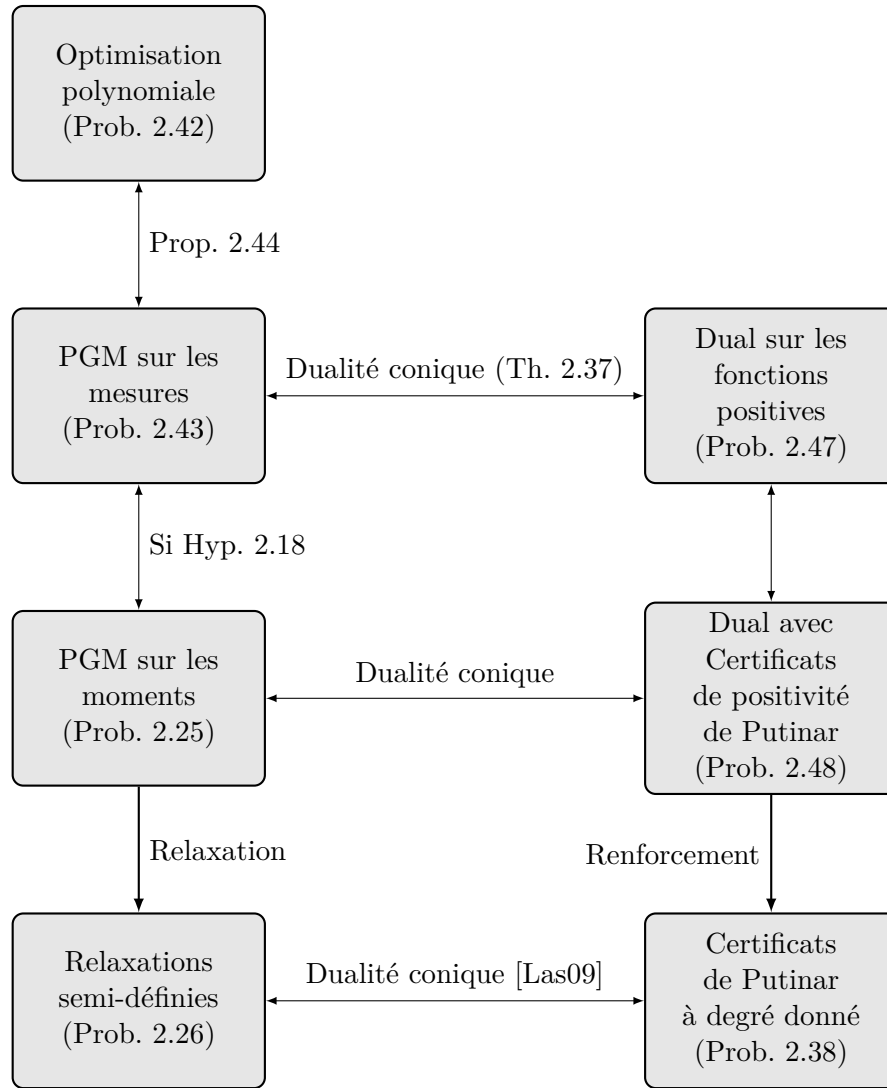 Optimisation
polynomiale
(Prob. 2.42)
Prop. 2.44
PGM sur les
mesures
(Prob. 2.43)
Dualité conique (Th. 2.37)
Dual sur les
fonctions
positives
(Prob. 2.47)
Si Hyp. 2.18
PGM sur les
moments
(Prob. 2.25)
Dualité conique
Dual avec
Certificats
de positivité
de Putinar
(Prob. 2.48)
Relaxation
Renforcement
Relaxations
semi-définies
(Prob. 2.26)
Dualité conique [Las09]
Certificats
de Putinar
à degré donné
(Prob. 2.38)